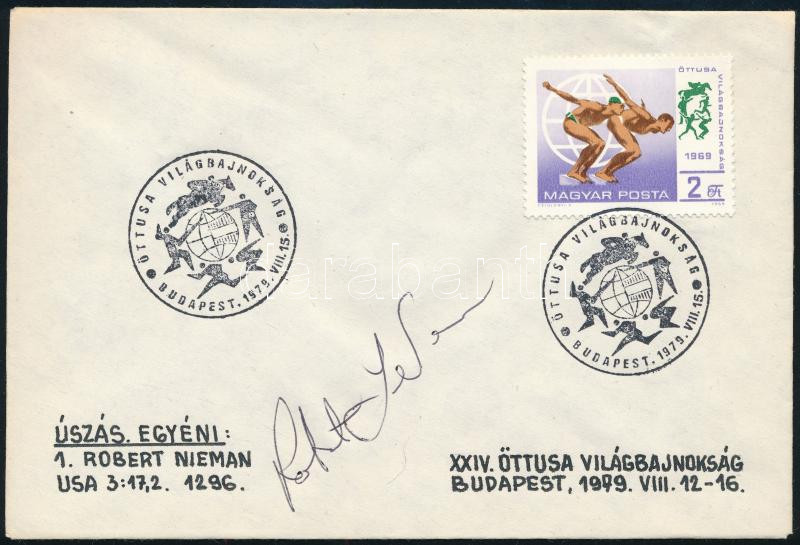 ÖTTUSA VILÁGBAJNOKSÁG
1969
MAGYAR POSTA
2 Ft
ÖTTUSA VILÁGBAJNOKSÁG
BUDAPEST, 1979. VIII. 15.
ÖTTUSA VILÁGBAJNOKSÁG
BUDAPEST, 1979. VIII. 15.
darabanth
ÚSZÁS. EGYÉNI:
1. ROBERT NIEMAN
USA 3:17,2. 1296.
XXIV. ÖTTUSA VILÁGBAJNOKSÁG
BUDAPEST, 1979. VIII. 12-16.